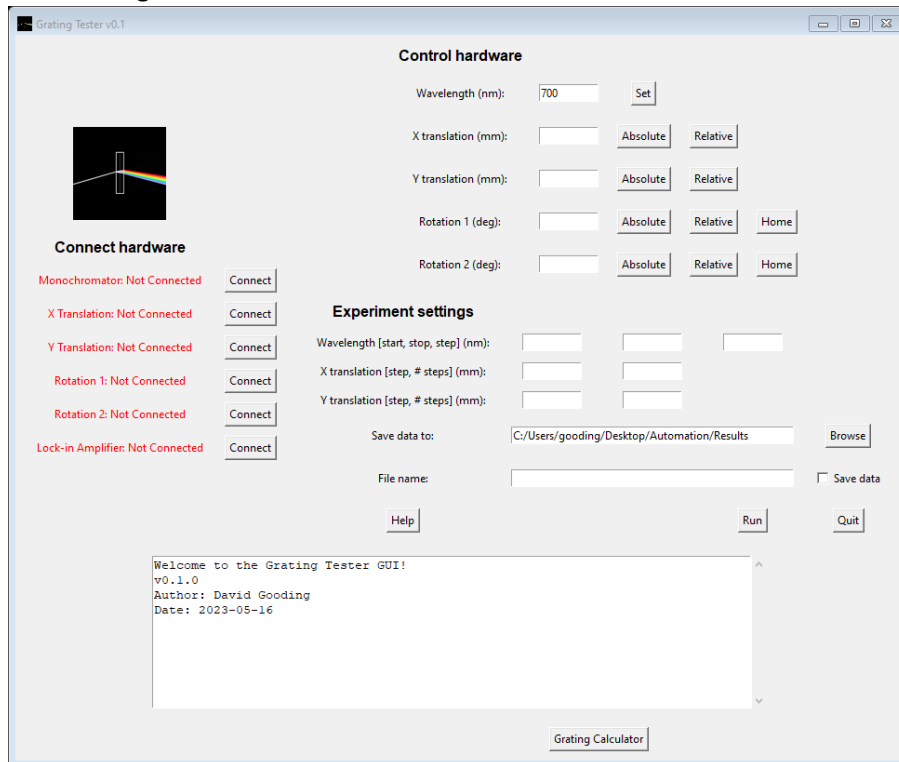 Grating Tester v0.1
Control hardware
Wavelength (nm): 700 Set
X translation (mm): Absolute Relative
Y translation (mm): Absolute Relative
Rotation 1 (deg): Absolute Relative Home
Rotation 2 (deg): Absolute Relative Home
Connect hardware
Monochromator: Not Connected Connect
X Translation: Not Connected Connect
Y Translation: Not Connected Connect
Rotation 1: Not Connected Connect
Rotation 2: Not Connected Connect
Lock-in Amplifier: Not Connected Connect
Experiment settings
Wavelength [start, stop, step] (nm):
X translation [step, # steps] (mm):
Y translation [step, # steps] (mm):
Save data to: C:/Users/gooding/Desktop/Automation/Results Browse
File name: Save data
Help Run Quit
Welcome to the Grating Tester GUI!
v0.1.0
Author: David Gooding
Date: 2023-05-16
Grating Calculator